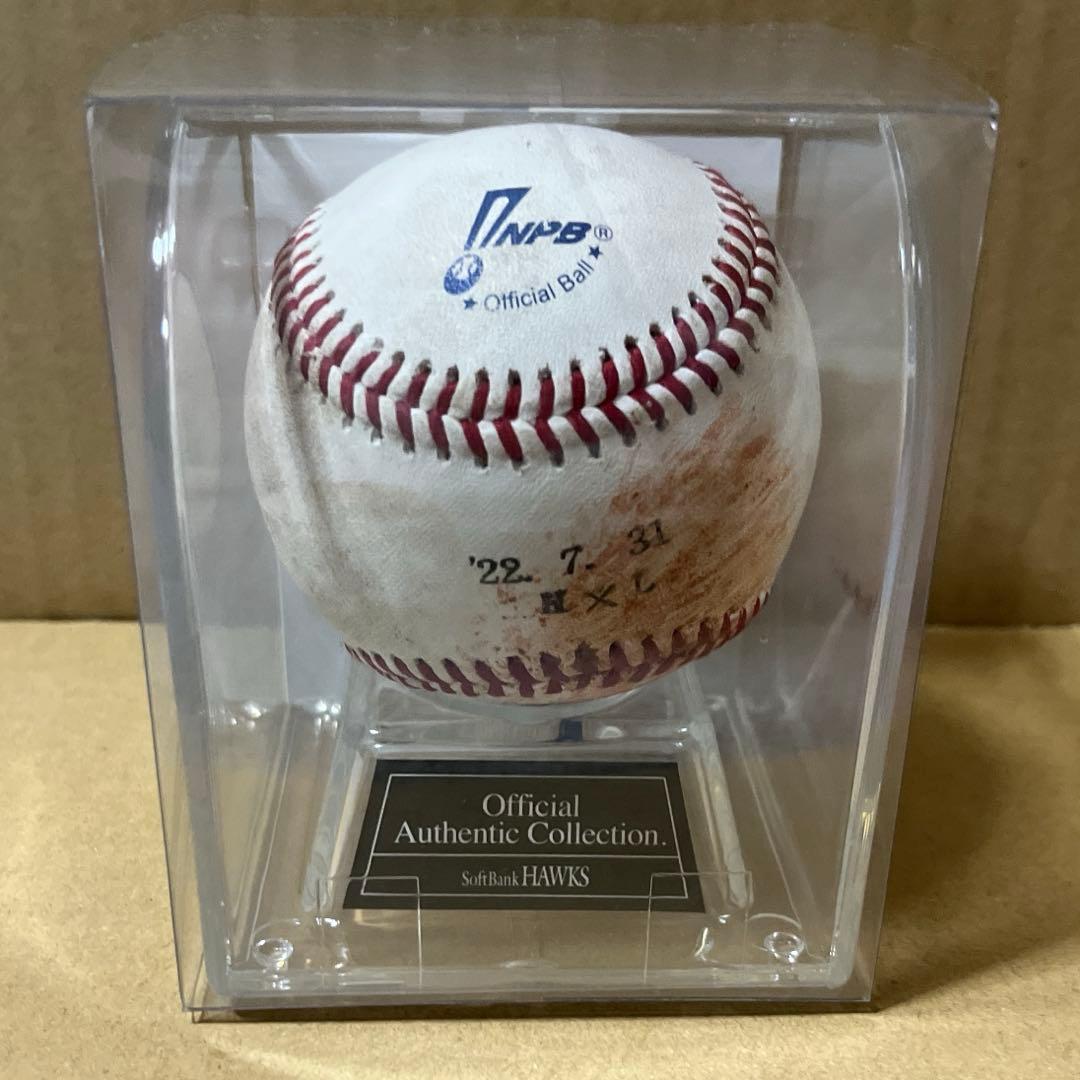 NPB®
★ Official Ball ★
'22. 7. 31
H × L
Official
Authentic Collection.
SoftBank HAWKS